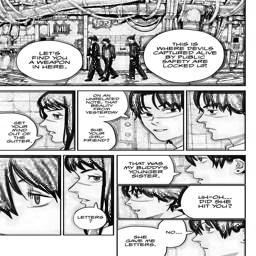 THIS IS
WHERE DEVILS
CAPTURED ALIVE
BY PUBLIC
SAFETY ARE
LOCKED UP.
LET'S
FIND YOU
A WEAPON
IN HERE.
ON AN
UNRELATED
NOTE, THAT
BEAUTY
FROM
YESTERDAY
SHE
GIRL
FRIEND?
GET
YOUR
MIND
OUT OF
THE
GUTTER.
THAT WAS
MY BUDDY'S
YOUNGER
SISTER.
UH-OH...
DID SHE
HIT YOU?
NO...
SHE
GAVE ME
LETTERS.
LETTERS?